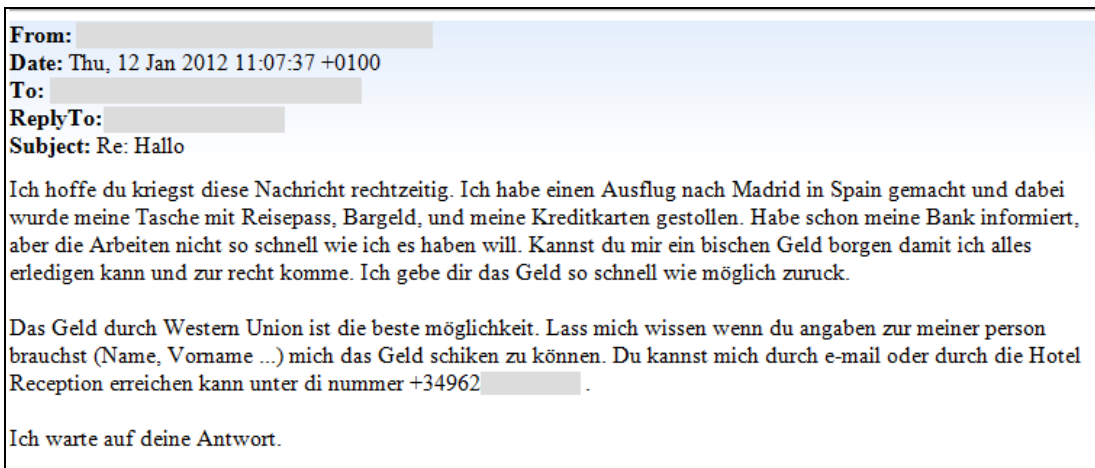 From:
Date: Thu, 12 Jan 2012 11:07:37 +0100
To:
ReplyTo:
Subject: Re: Hallo
Ich hoffe du kriegst diese Nachricht rechtzeitig. Ich habe einen Ausflug nach Madrid in Spain gemacht und dabei
wurde meine Tasche mit Reisepass, Bargeld, und meine Kreditkarten gestollen. Habe schon meine Bank informiert,
aber die Arbeiten nicht so schnell wie ich es haben will. Kannst du mir ein bischen Geld borgen damit ich alles
erledigen kann und zur recht komme. Ich gebe dir das Geld so schnell wie möglich zuruck.
Das Geld durch Western Union ist die beste möglichkeit. Lass mich wissen wenn du angaben zur meiner person
brauchst (Name, Vorname ...) mich das Geld schiken zu können. Du kannst mich durch e-mail oder durch die Hotel
Reception erreichen kann unter di nummer +34962 .
Ich warte auf deine Antwort.